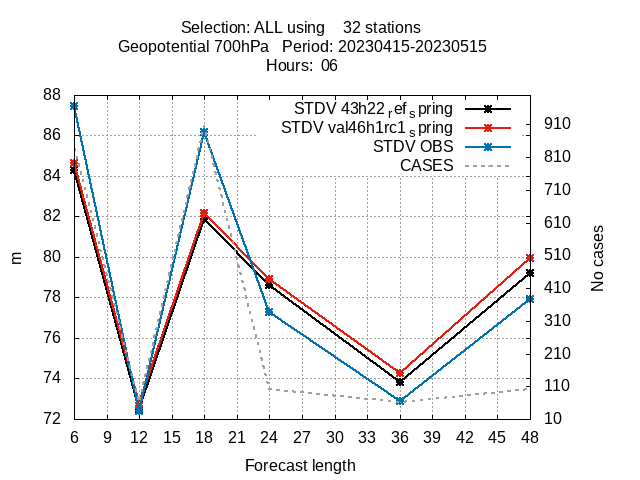 Selection: ALL using    32 stations
Geopotential 700hPa   Period: 20230415-20230515
Hours:  06
STDV 43h22 ref spring
STDV val46h1rc1 spring
STDV OBS
CASES
88
86
84
82
80
78
76
74
72
m
910
810
710
610
510
410
310
210
110
10
No cases
6 9 12 15 18 21 24 27 30 33 36 39 42 45 48
Forecast length